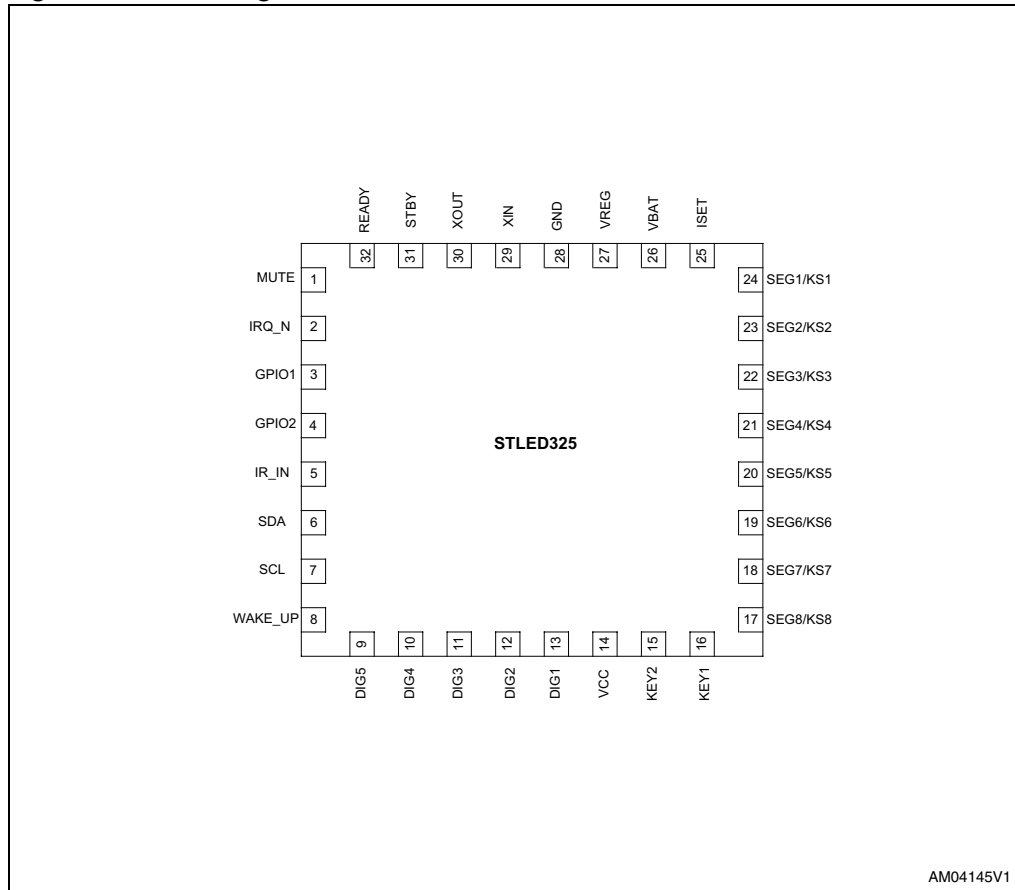 READY STBY XOUT XIN GND VREG VBAT ISET
32 31 30 29 28 27 26 25
MUTE 1 24 SEG1/KS1
IRQ_N 2 23 SEG2/KS2
GPIO1 3 22 SEG3/KS3
GPIO2 4 21 SEG4/KS4
STLED325
IR_IN 5 20 SEG5/KS5
SDA 6 19 SEG6/KS6
SCL 7 18 SEG7/KS7
WAKE_UP 8 17 SEG8/KS8
9 10 11 12 13 14 15 16
DIG5 DIG4 DIG3 DIG2 DIG1 VCC KEY2 KEY1
AM04145V1